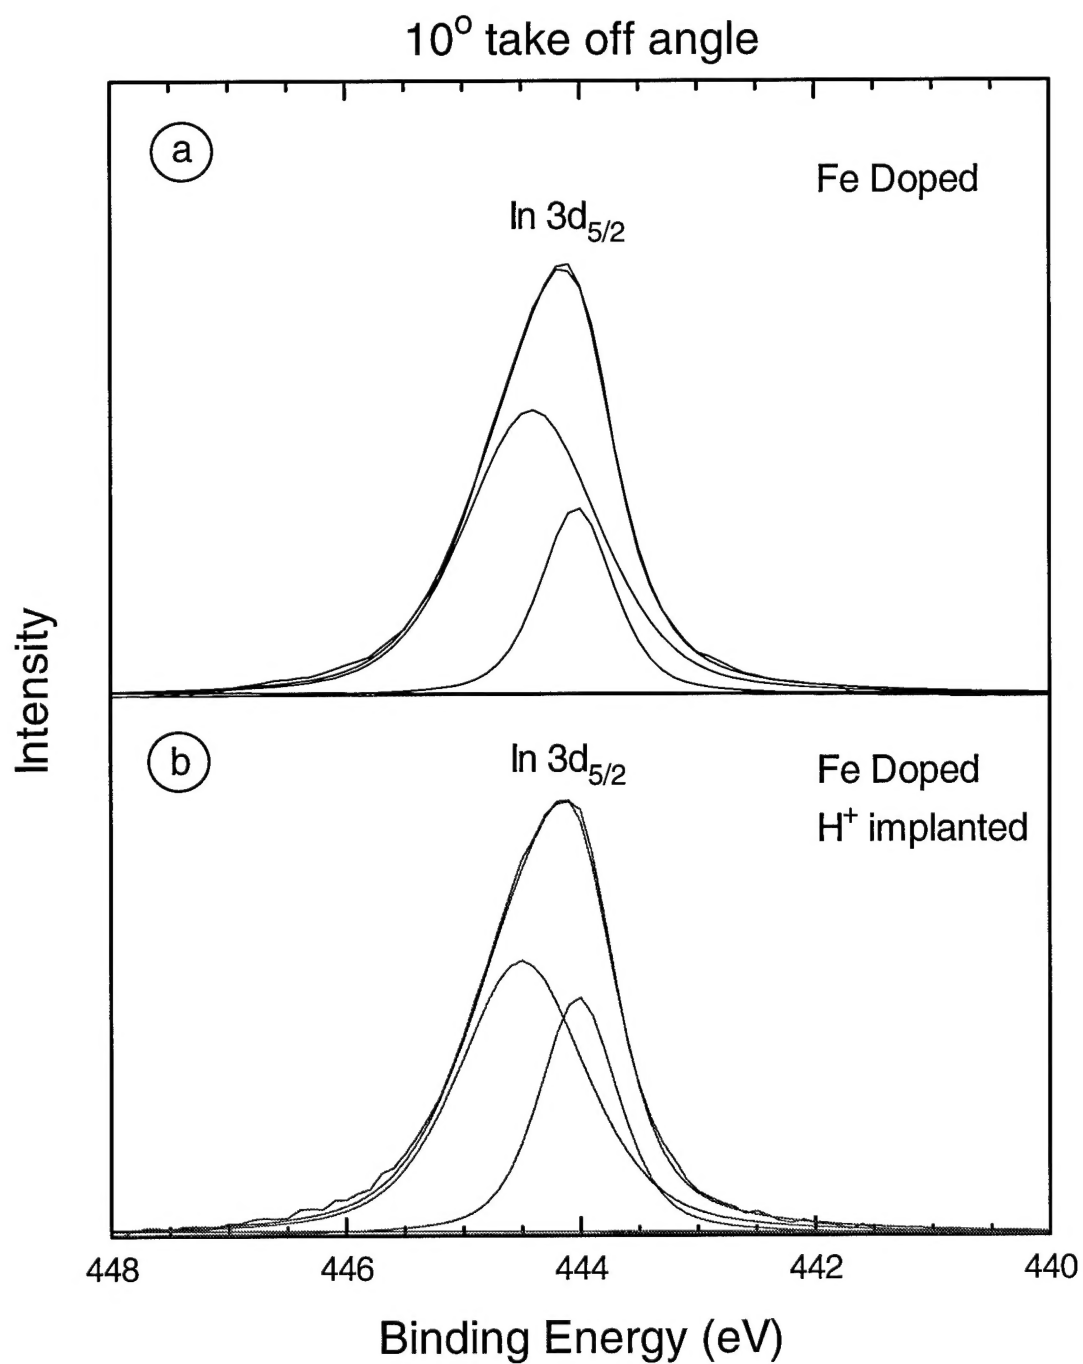 10° take off angle
a
Fe Doped
In 3d5/2
Intensity
b
In 3d5/2
Fe Doped
H+ implanted
448 446 444 442 440
Binding Energy (eV)